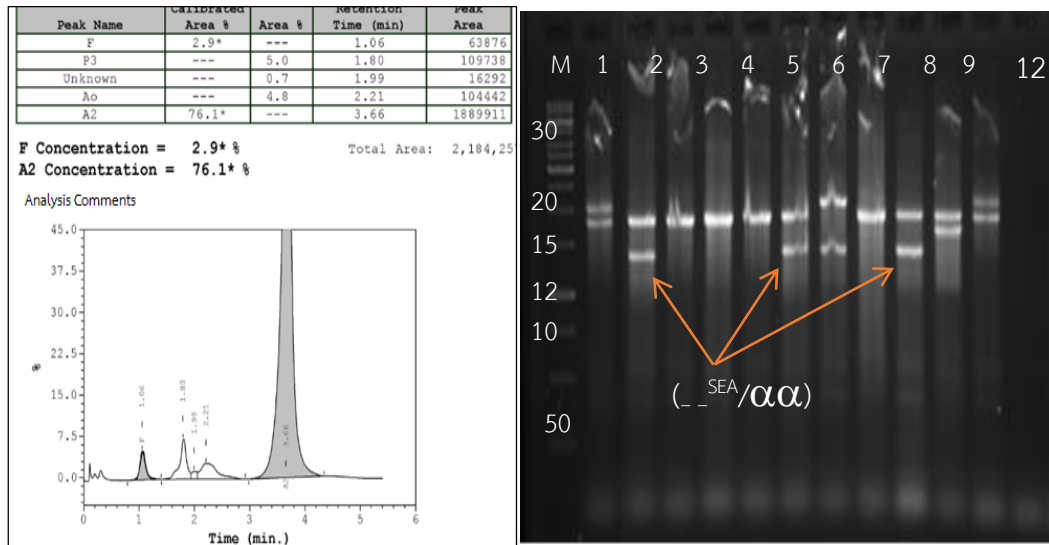 Peak Name Calibrated Area % Area % Retention Time (min) Peak Area
F 2.9* --- 1.06 63876
P3 --- 5.0 1.80 109738
Unknown --- 0.7 1.99 16292
Ao --- 4.8 2.21 104442
A2 76.1* --- 3.66 1889911
F Concentration = 2.9* % Total Area: 2,184,25
A2 Concentration = 76.1* %
Analysis Comments
45.0
37.5
30.0
22.5
15.0
7.5
0.0
%
F 1.06
1.80
1.99
2.21
A2 3.66
0 1 2 3 4 5 6
Time (min.)
M 1 2 3 4 5 6 7 8 9 12
30
20
15
12
10
50
(_ _SEA/αα)